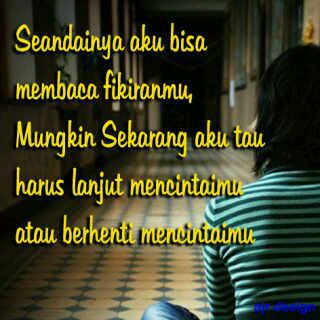 Seandainya aku bisa
membaca fikiranmu,
Mungkin Sekarang aku tau
harus lanjut mencintaimu
atau berhenti mencintaimu